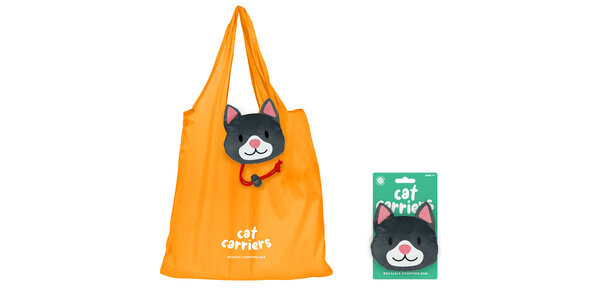 cat
carriers
REUSABLE SHOPPING BAG
cat
carriers
REUSABLE SHOPPING BAG